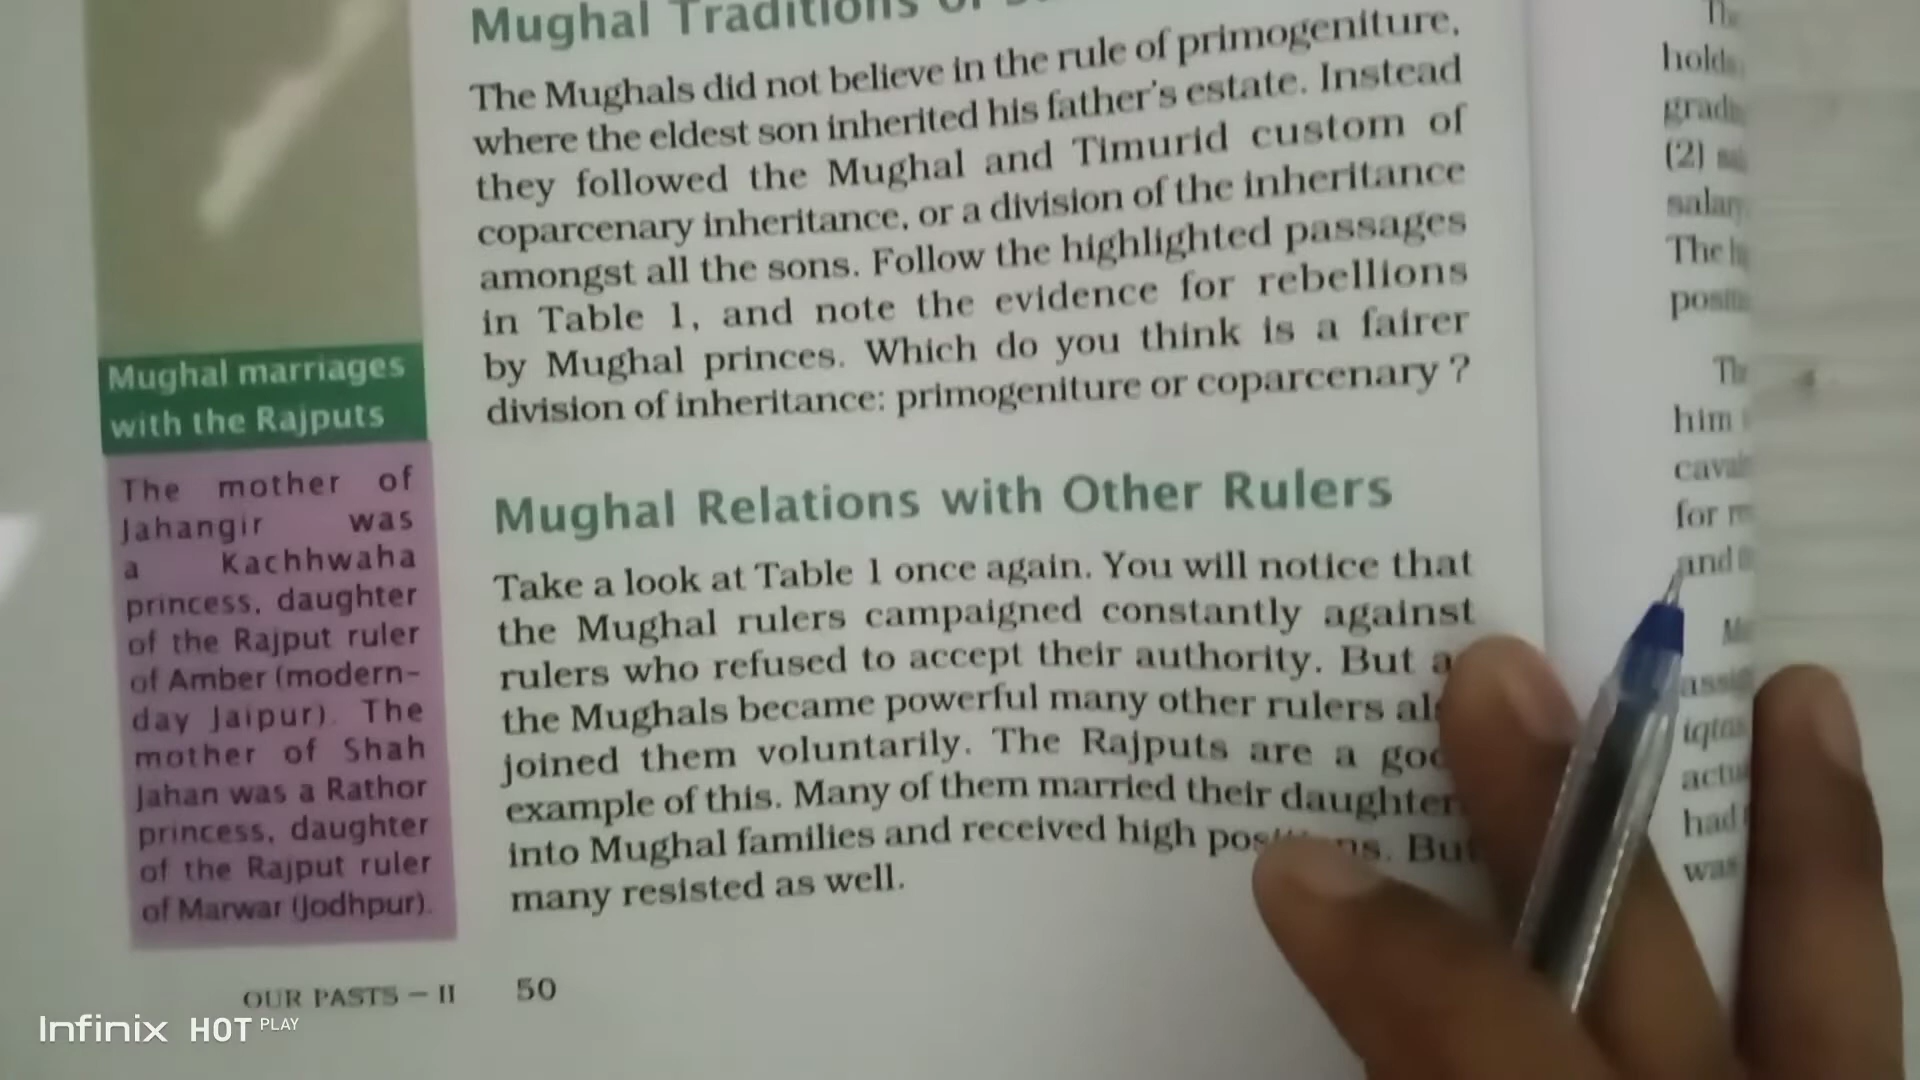 Mughal Traditions of
The Mughals did not believe in the rule of primogeniture,
where the eldest son inherited his father's estate. Instead
they followed the Mughal and Timurid custom of
coparcenary inheritance, or a division of the inheritance
amongst all the sons. Follow the highlighted passages
in Table 1, and note the evidence for rebellions
by Mughal princes. Which do you think is a fairer
division of inheritance: primogeniture or coparcenary ?
Mughal marriages
with the Rajputs
The mother of
Jahangir was
a Kachhwaha
princess, daughter
of the Rajput ruler
of Amber (modern-
day Jaipur). The
mother of Shah
Jahan was a Rathor
princess, daughter
of the Rajput ruler
of Marwar (Jodhpur).
Mughal Relations with Other Rulers
Take a look at Table 1 once again. You will notice that
the Mughal rulers campaigned constantly against
rulers who refused to accept their authority. But
the Mughals became powerful many other rulers
joined them voluntarily. The Rajputs are a
example of this. Many of them married their
into Mughal families and received high But
many resisted as well.
OUR PASTS – II 50
(2)
The
him
for
and
had
was
Infinix HOT PLAY